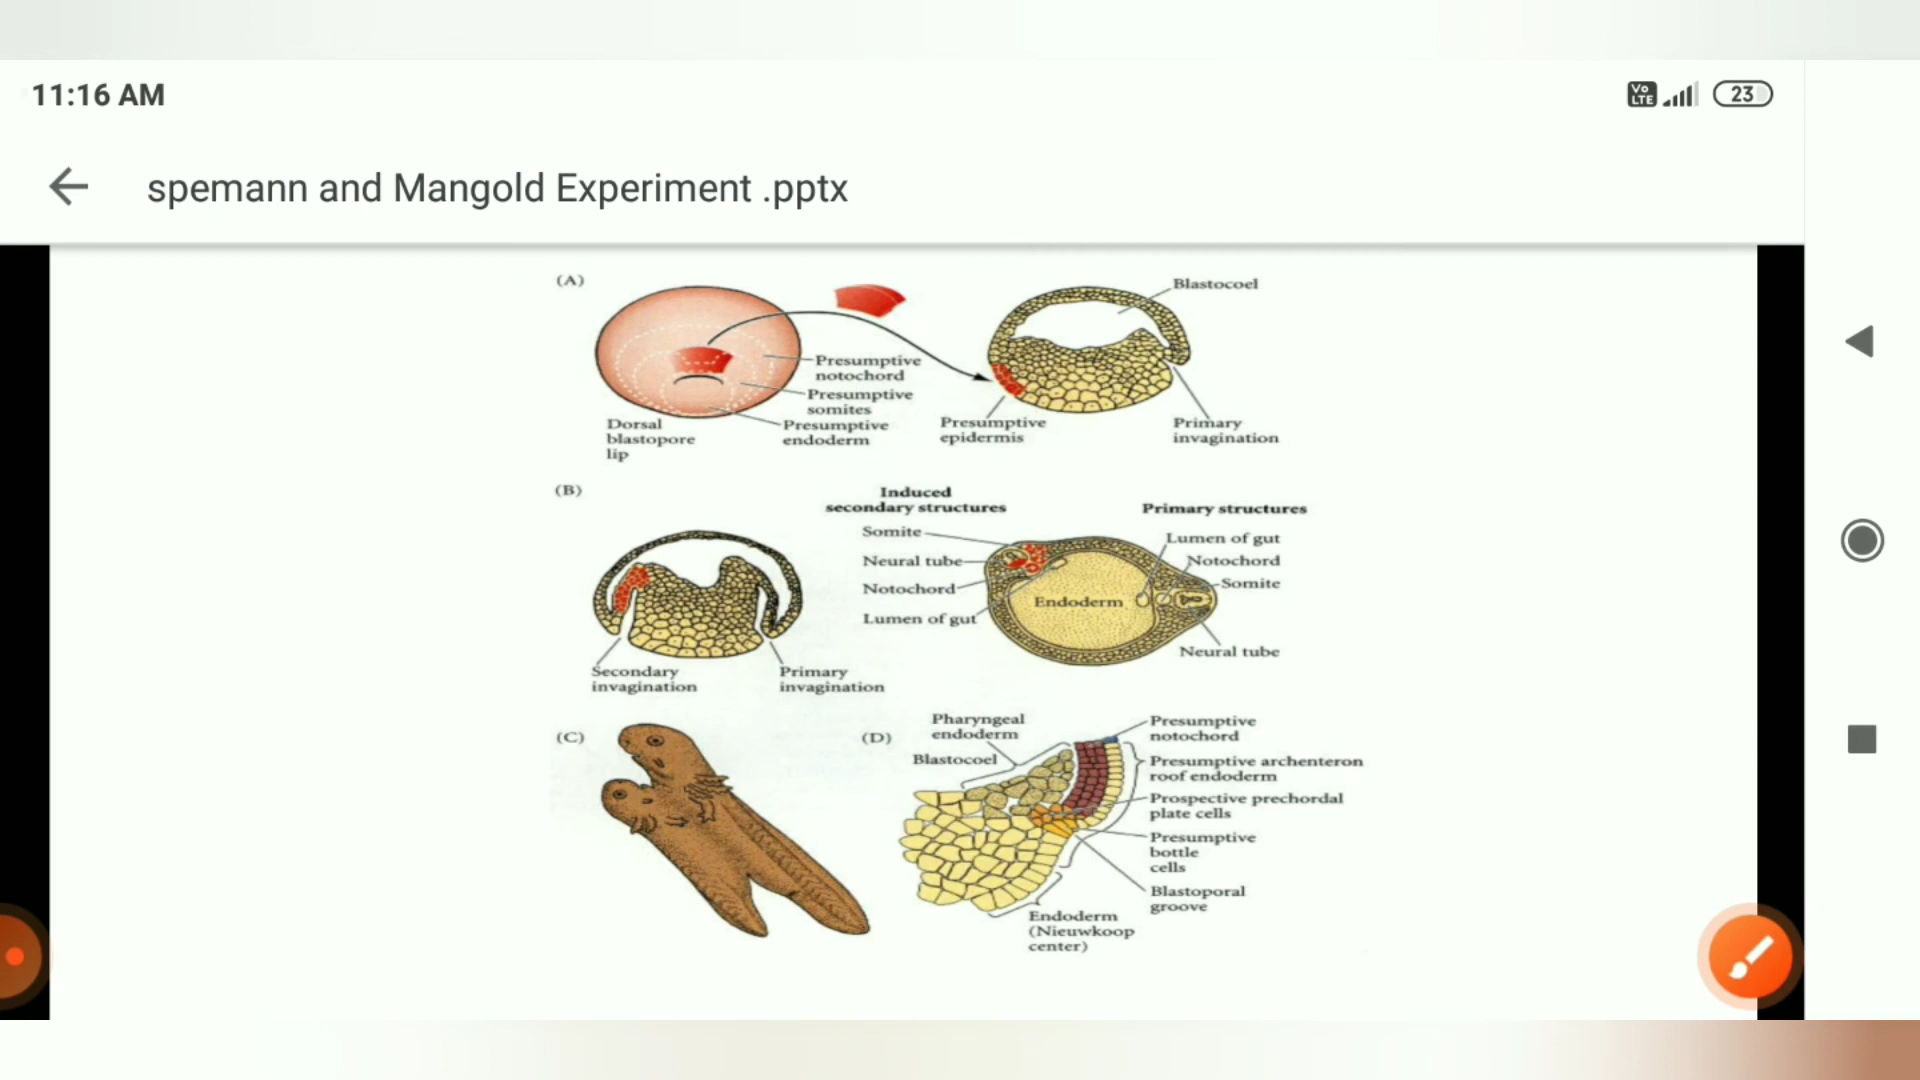 11:16 AM
Vo
LTE
23
spemann and Mangold Experiment .pptx
(A)
Blastocoel
Presumptive
notochord
Presumptive
somites
Presumptive
endoderm
Dorsal
blastopore
lip
Presumptive
epidermis
Primary
invagination
(B)
Induced
secondary structures
Primary structures
Somite
Neural tube
Notochord
Lumen of gut
Endoderm
Lumen of gut
Notochord
Somite
Neural tube
Secondary
invagination
Primary
invagination
(C)
(D)
Pharyngeal
endoderm
Blastocoel
Presumptive
notochord
Presumptive archenteron
roof endoderm
Prospective prechordal
plate cells
Presumptive
bottle
cells
Blastoporal
groove
Endoderm
(Nieuwkoop
center)